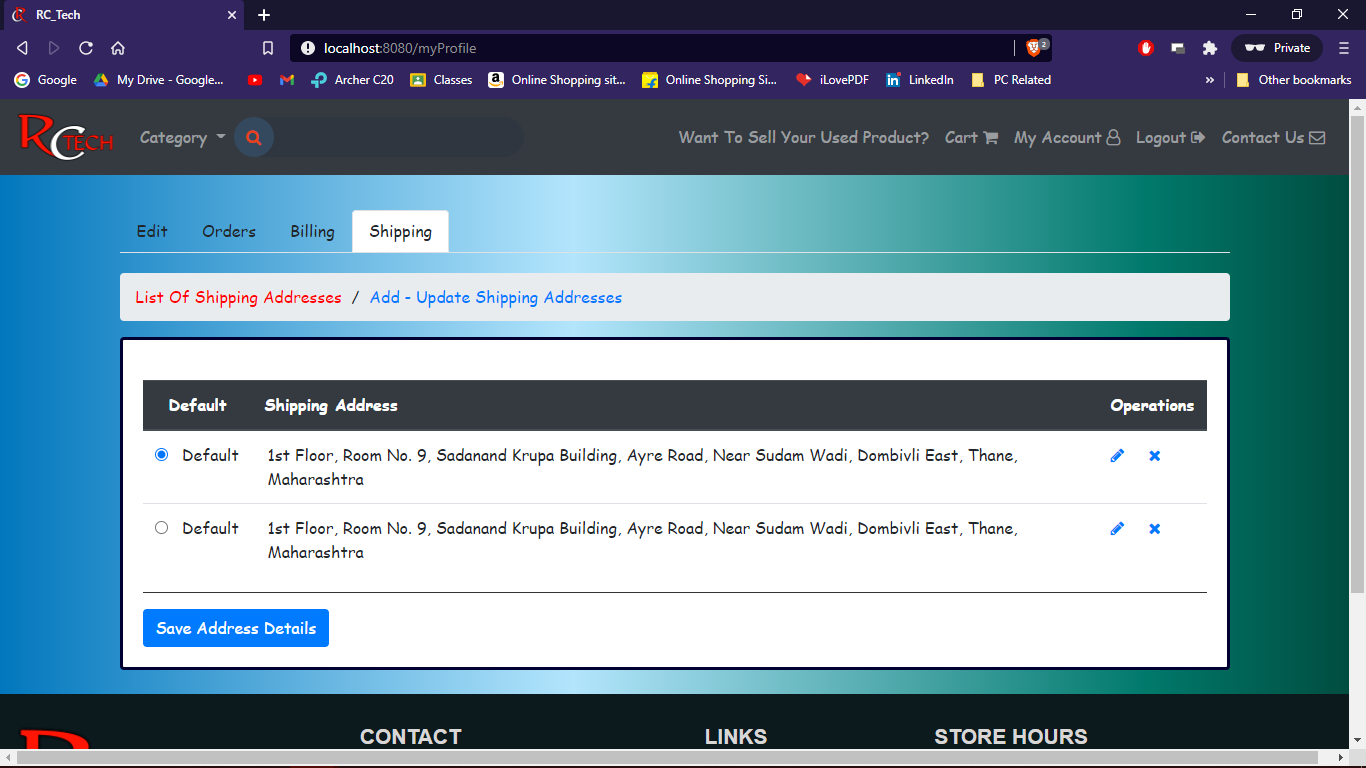 RC_Tech
localhost:8080/myProfile
2
Private
Google
My Drive - Google...
Archer C20
Classes
Online Shopping sit...
Online Shopping Si...
iLovePDF
LinkedIn
PC Related
»
Other bookmarks
RC TECH
Category
Want To Sell Your Used Product?
Cart
My Account
Logout
Contact Us
Edit
Orders
Billing
Shipping
List Of Shipping Addresses / Add - Update Shipping Addresses
Default
Shipping Address
Operations
Default
1st Floor, Room No. 9, Sadanand Krupa Building, Ayre Road, Near Sudam Wadi, Dombivli East, Thane,
Maharashtra
Default
1st Floor, Room No. 9, Sadanand Krupa Building, Ayre Road, Near Sudam Wadi, Dombivli East, Thane,
Maharashtra
Save Address Details
CONTACT
LINKS
STORE HOURS